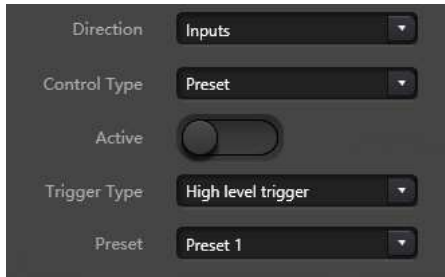 Direction Inputs
Control Type Preset
Active
Trigger Type High level trigger
Preset Preset 1